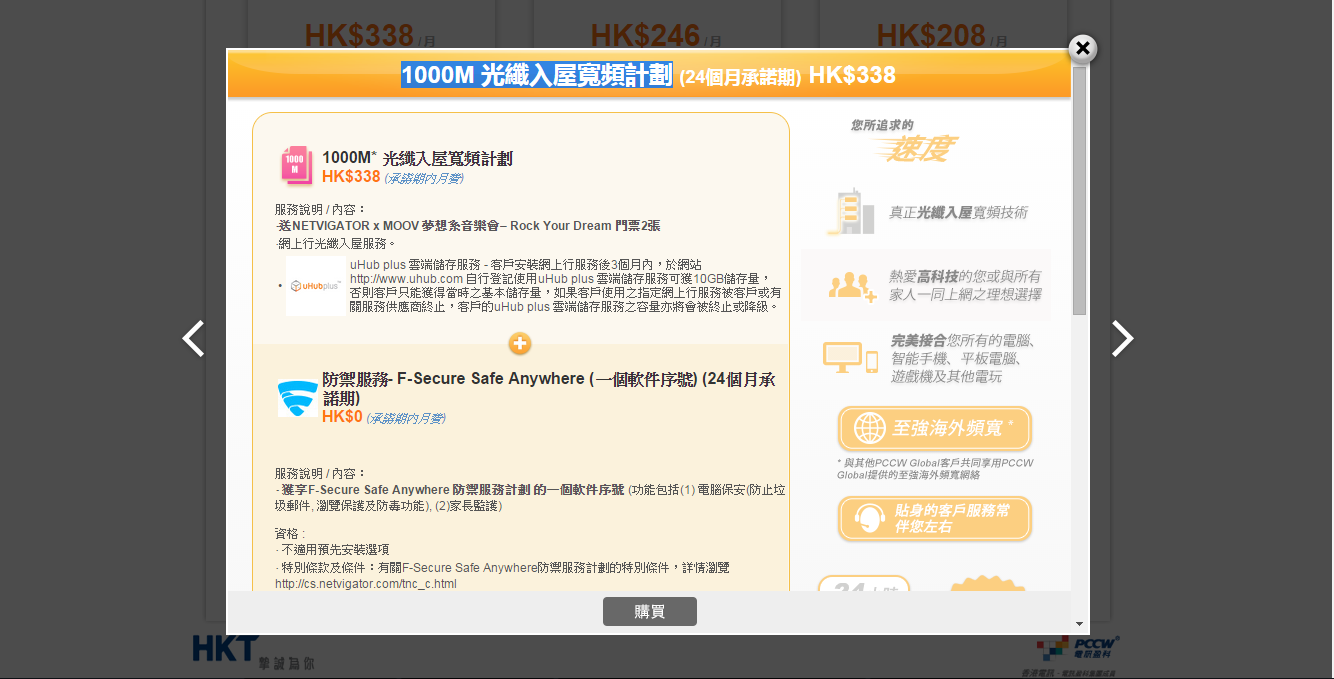 HK$338 / 月
HK$246 / 月
HK$208 / 月
1000M 光纖入屋寬頻計劃 (24個月承諾期) HK$338
1000
M
1000M* 光纖入屋寬頻計劃
HK$338 (承諾期內月費)
服務說明 / 內容：
·送NETVIGATOR x MOOV 夢想系音樂會– Rock Your Dream 門票2張
·網上行光纖入屋服務。
• uHub plus
uHub plus 雲端儲存服務 - 客戶安裝網上行服務後3個月內，於網站
http://www.uhub.com 自行登記使用uHub plus 雲端儲存服務可獲10GB儲存量，
否則客戶只能獲得當時之基本儲存量，如果客戶使用之指定網上行服務被客戶或有
關服務供應商終止，客戶的uHub plus 雲端儲存服務之容量亦將會被終止或降級。
防禦服務- F-Secure Safe Anywhere (一個軟件序號) (24個月承
諾期)
HK$0 (承諾期內月費)
服務說明 / 內容：
· 獲享F-Secure Safe Anywhere 防禦服務計劃 的一個軟件序號 (功能包括(1) 電腦保安(防止垃
圾郵件, 瀏覽保護及防毒功能), (2)家長監護)
資格 :
· 不適用預先安裝選項
· 特別條款及條件：有關F-Secure Safe Anywhere防禦服務計劃的特別條件，詳情瀏覽
http://cs.netvigator.com/tnc_c.html
您所追求的
速度
真正光纖入屋寬頻技術
熱愛高科技的您或與所有
家人一同上網之理想選擇
完美接合您所有的電腦、
智能手機、平板電腦、
遊戲機及其他電玩
至強海外頻寬 *
* 與其他PCCW Global客戶共同享用PCCW
Global提供的至強海外頻寬網絡
貼身的客戶服務常
伴您左右
24小時
購買
HKT
摯誠為你
PCCW
電訊盈科
香港電訊 - 電訊盈科集團成員